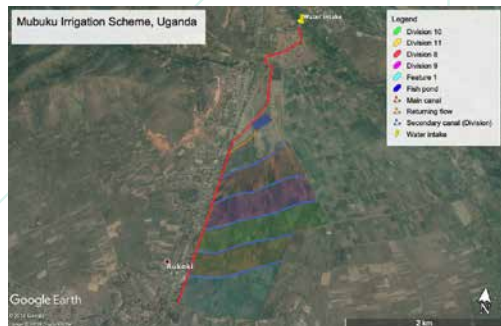 Mubuku Irrigation Scheme, Uganda
Water intake
Legend
Division 10
Division 11
Division 8
Division 9
Feature 1
Fish pond
Main canal
Returning flow
Secondary canal (Division)
Water intake
Rukoki
Google Earth
N
2 km